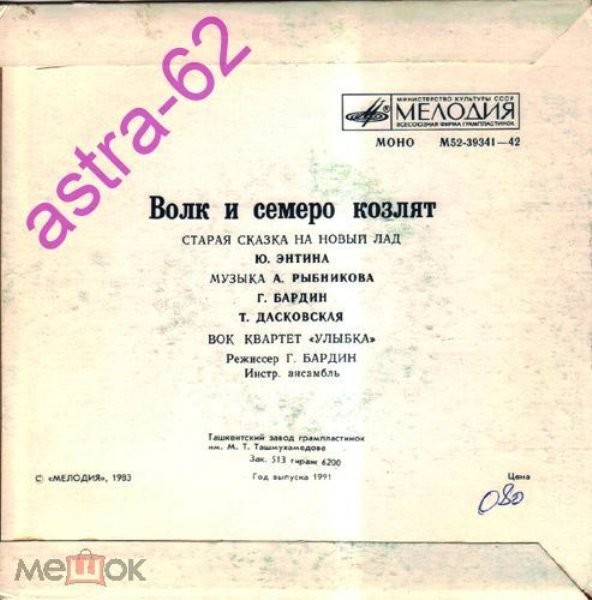 astra-62
МИНИСТЕРСТВО КУЛЬТУРЫ СССР
МЕЛОДИЯ
ВСЕСОЮЗНАЯ ФИРМА ГРАМПЛАСТИНОК
МОНО М52-39341—42
Волк и семеро козлят
СТАРАЯ СКАЗКА НА НОВЫЙ ЛАД
Ю. ЭНТИНА
МУЗЫКА А. РЫБНИКОВА
Г. БАРДИН
Т. ДАСКОВСКАЯ
ВОК КВАРТЕТ «УЛЫБКА»
Режиссер Г. БАРДИН
Инстр. ансамбль
Ташкентский завод грампластинок
им. М. Т. Ташмухамедова
Зак. 513 тираж 6200
© «МЕЛОДИЯ», 1983
Год выпуска 1991
Цена
080
мешок